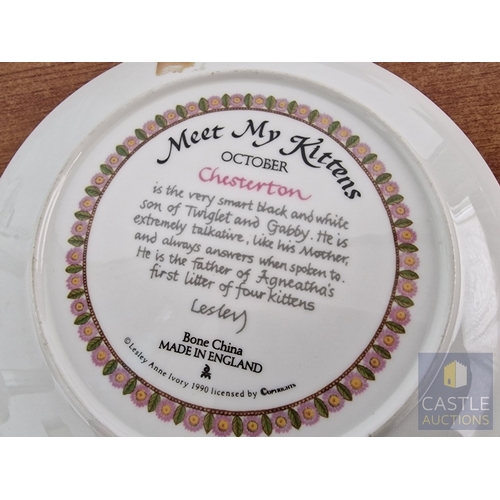 Meet My Kittens
OCTOBER
Chesterton
is the very smart black and white
son of Twiglet and Gabby. He is
extremely talkative, like his Mother,
and always answers when spoken to.
He is the father of Agneatha's
first litter of four kittens
Lesley
Bone China
MADE IN ENGLAND
© Lesley Anne Ivory 1990 licensed by ©OPYRIGHTS
CASTLE
AUCTIONS